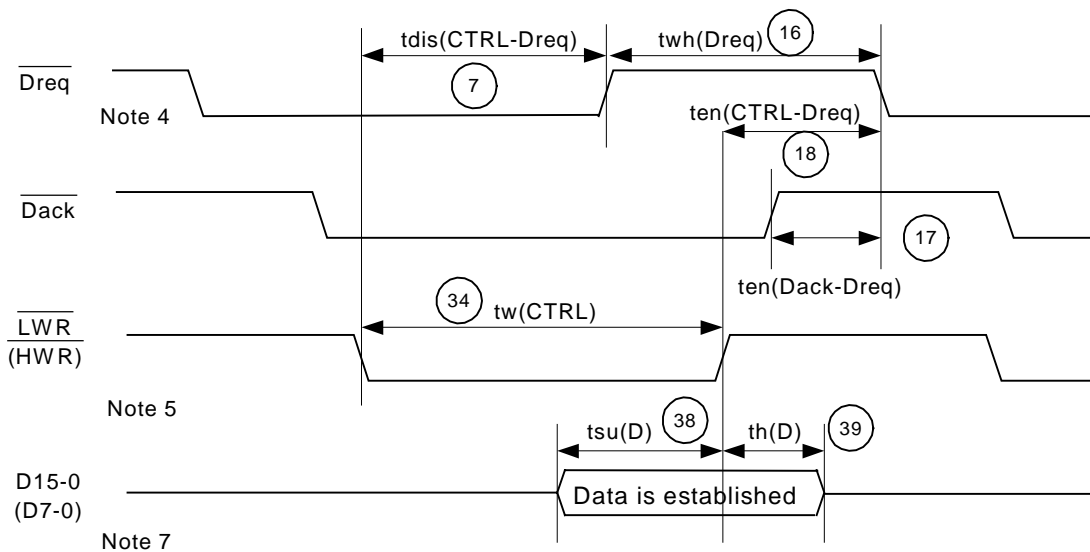 tdis(CTRL-Dreq)
twh(Dreq)
16
Dreq
7
Note 4
ten(CTRL-Dreq)
18
Dack
17
ten(Dack-Dreq)
34
tw(CTRL)
LWR
(HWR)
Note 5
tsu(D)
38
th(D)
39
D15-0
(D7-0)
Data is established
Note 7